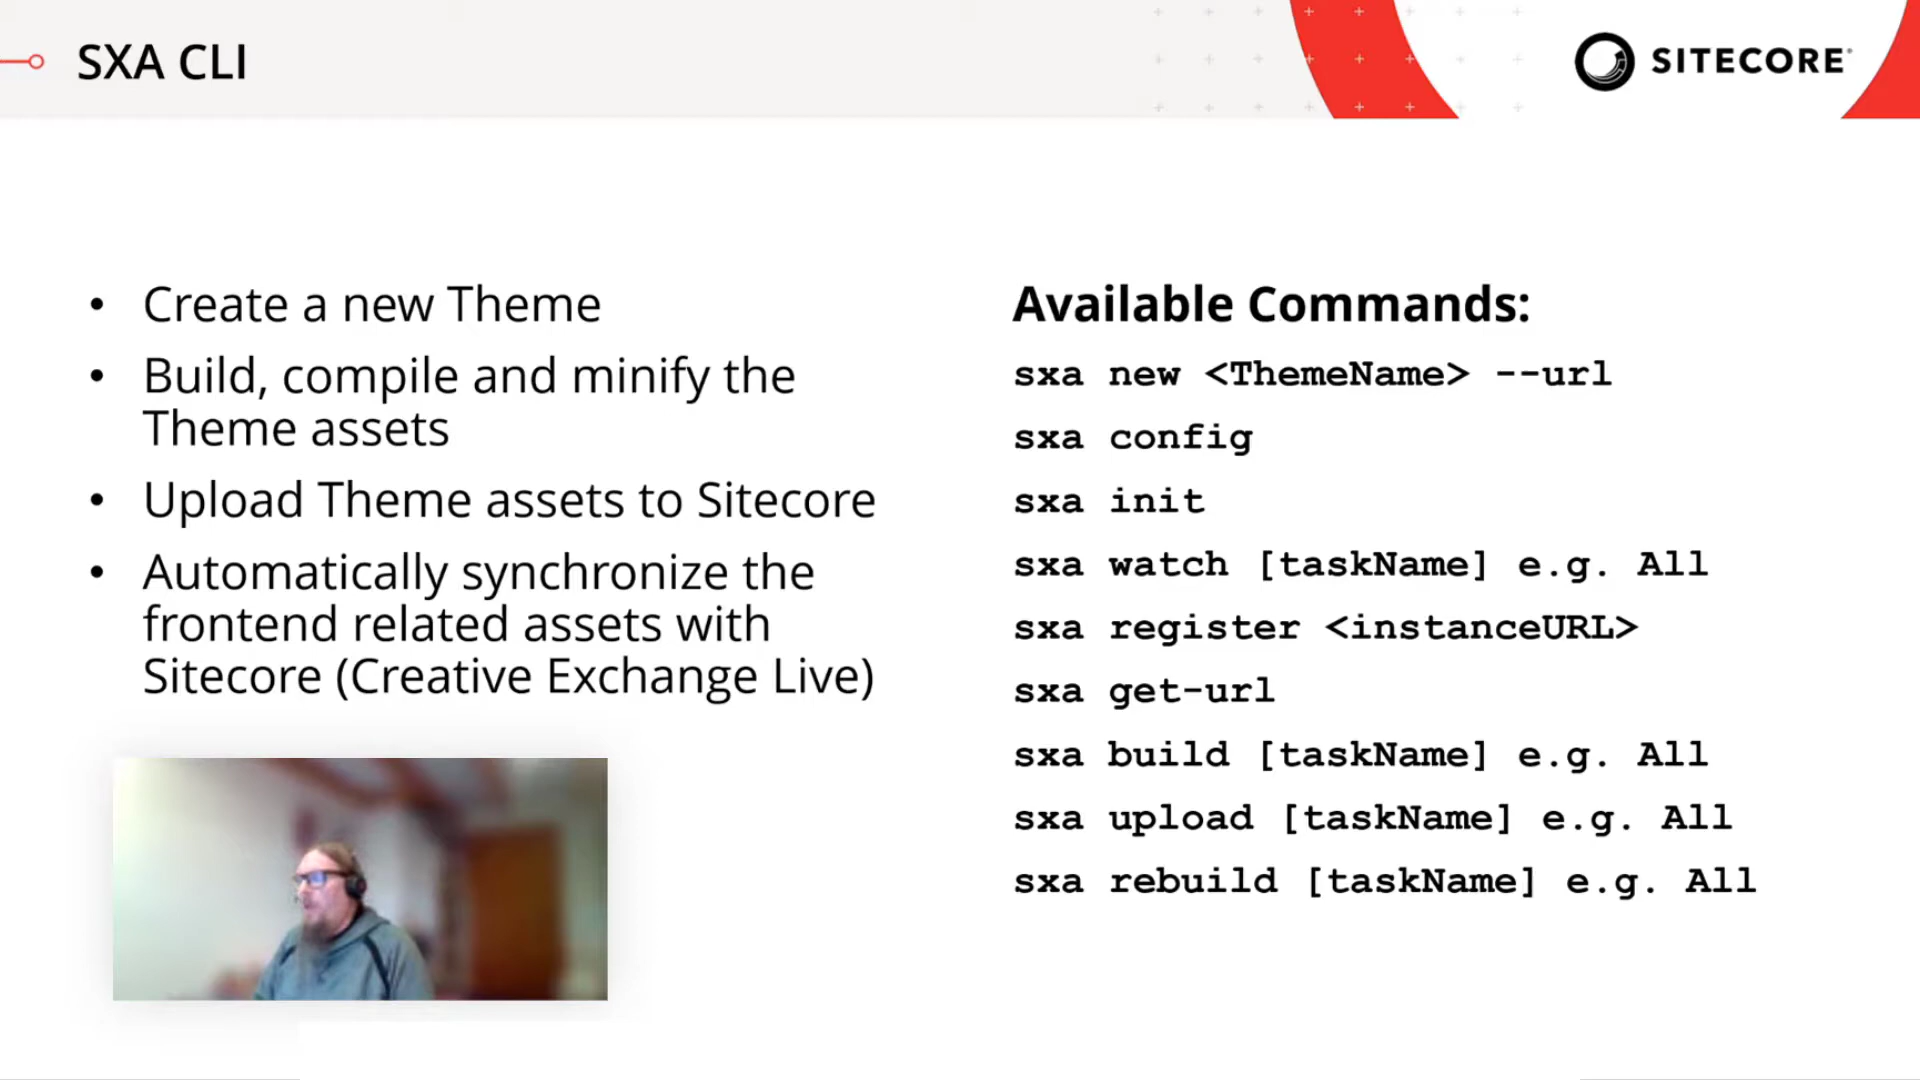 SXA CLI
SITECORE
• Create a new Theme
• Build, compile and minify the
Theme assets
• Upload Theme assets to Sitecore
• Automatically synchronize the
frontend related assets with
Sitecore (Creative Exchange Live)
Available Commands:
sxa new <ThemeName> --url
sxa config
sxa init
sxa watch [taskName] e.g. All
sxa register <instanceURL>
sxa get-url
sxa build [taskName] e.g. All
sxa upload [taskName] e.g. All
sxa rebuild [taskName] e.g. All